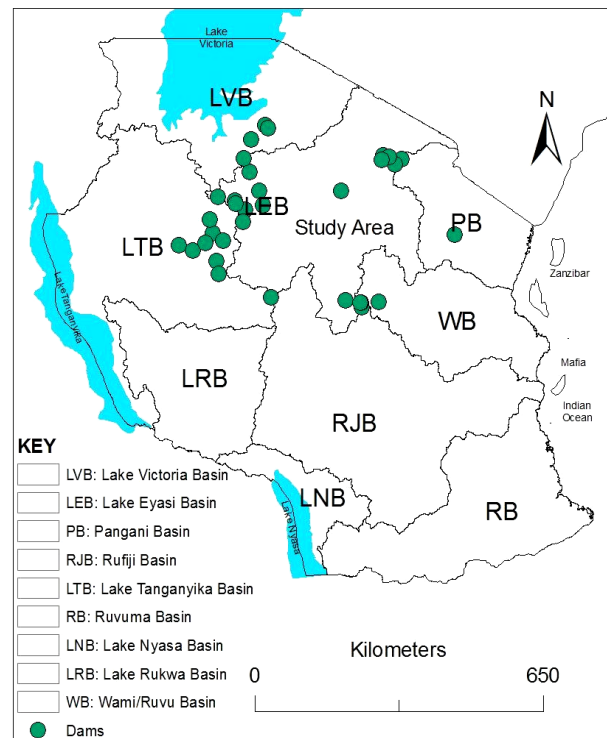 Lake
Victoria
LVB
N
LEB
Study Area
PB
LTB
Zanzibar
Lake Tanganyika
WB
Mafia
LRB
Indian
Ocean
RJB
KEY
LNB
RB
Lake Nyasa
LVB: Lake Victoria Basin
LEB: Lake Eyasi Basin
PB: Pangani Basin
RJB: Rufiji Basin
LTB: Lake Tanganyika Basin
RB: Ruvuma Basin
LNB: Lake Nyasa Basin
LRB: Lake Rukwa Basin
WB: Wami/Ruvu Basin
Dams
Kilometers
0 650